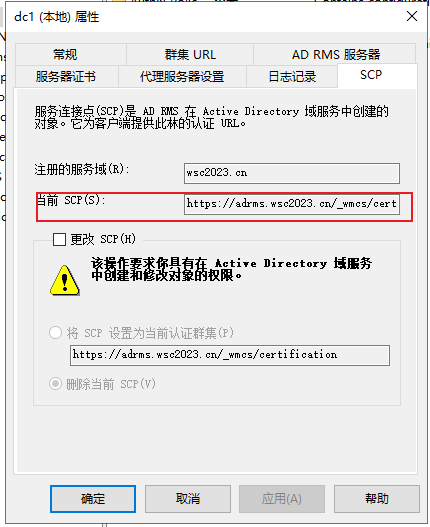 dc1 (本地) 属性
常规
群集 URL
AD RMS 服务器
服务器证书
代理服务器设置
日志记录
SCP
服务连接点(SCP)是 AD RMS 在 Active Directory 域服务中创建的
对象。它为客户端提供此林的认证 URL。
注册的服务域(R):
wsc2023.cn
当前 SCP(S):
https://adrms.wsc2023.cn/_wmcs/cert
更改 SCP(H)
该操作要求你具有在 Active Directory 域服务
中创建和修改对象的权限。
将 SCP 设置为当前认证群集(P)
https://adrms.wsc2023.cn/_wmcs/certification
删除当前 SCP(V)
确定
取消
应用(A)
帮助